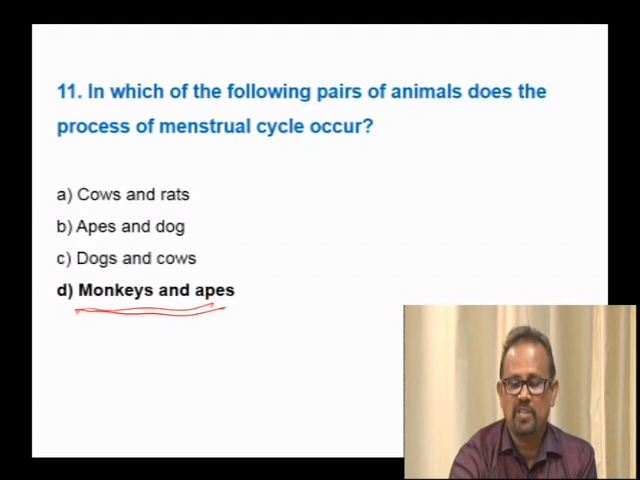 11. In which of the following pairs of animals does the
process of menstrual cycle occur?
a) Cows and rats
b) Apes and dog
c) Dogs and cows
d) Monkeys and apes